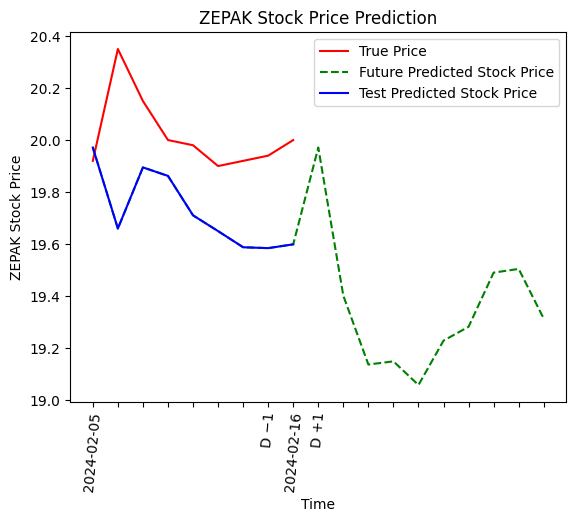 ZEPAK Stock Price Prediction
True Price
Future Predicted Stock Price
Test Predicted Stock Price
ZEPAK Stock Price
20.4
20.2
20.0
19.8
19.6
19.4
19.2
19.0
2024-02-05
D −1
2024-02-16
D +1
Time